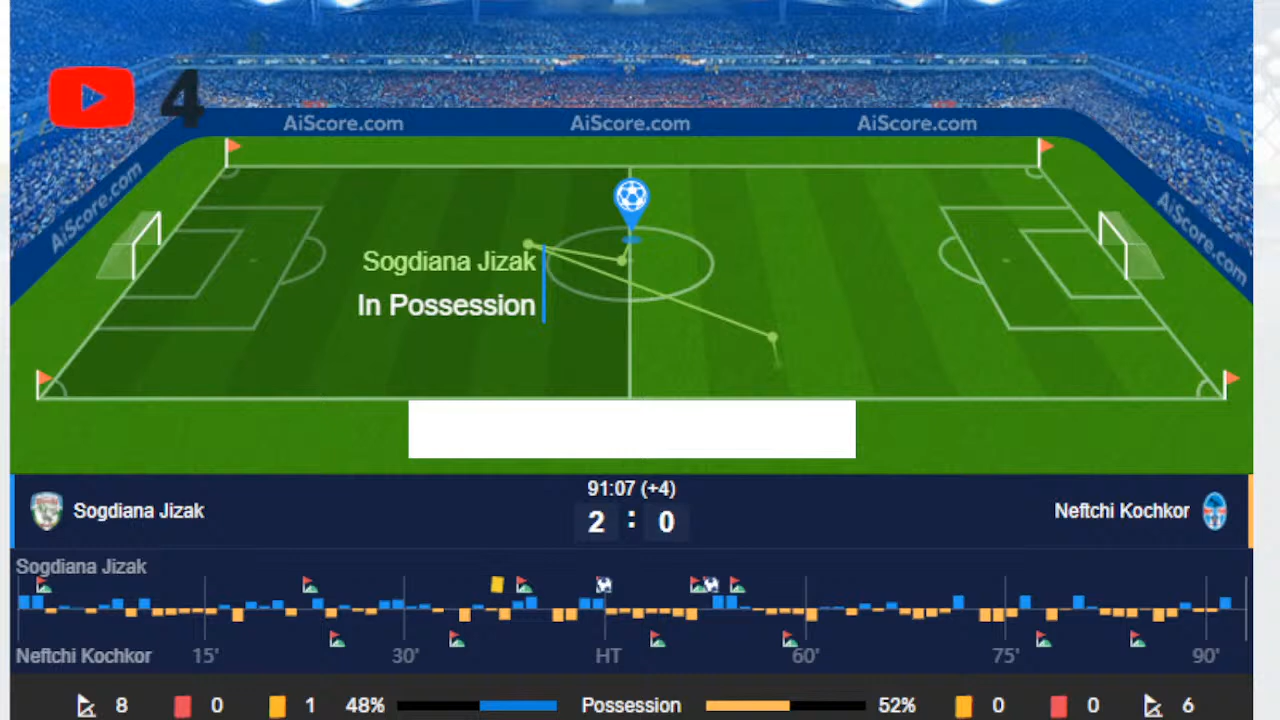 4
AiScore.com AiScore.com AiScore.com
AiScore.com AiScore.com
Sogdiana Jizak
In Possession
91:07 (+4)
Sogdiana Jizak 2 : 0 Neftchi Kochkor
Sogdiana Jizak
Neftchi Kochkor 15' 30' HT 60' 75' 90'
8 0 1 48% Possession 52% 0 0 6